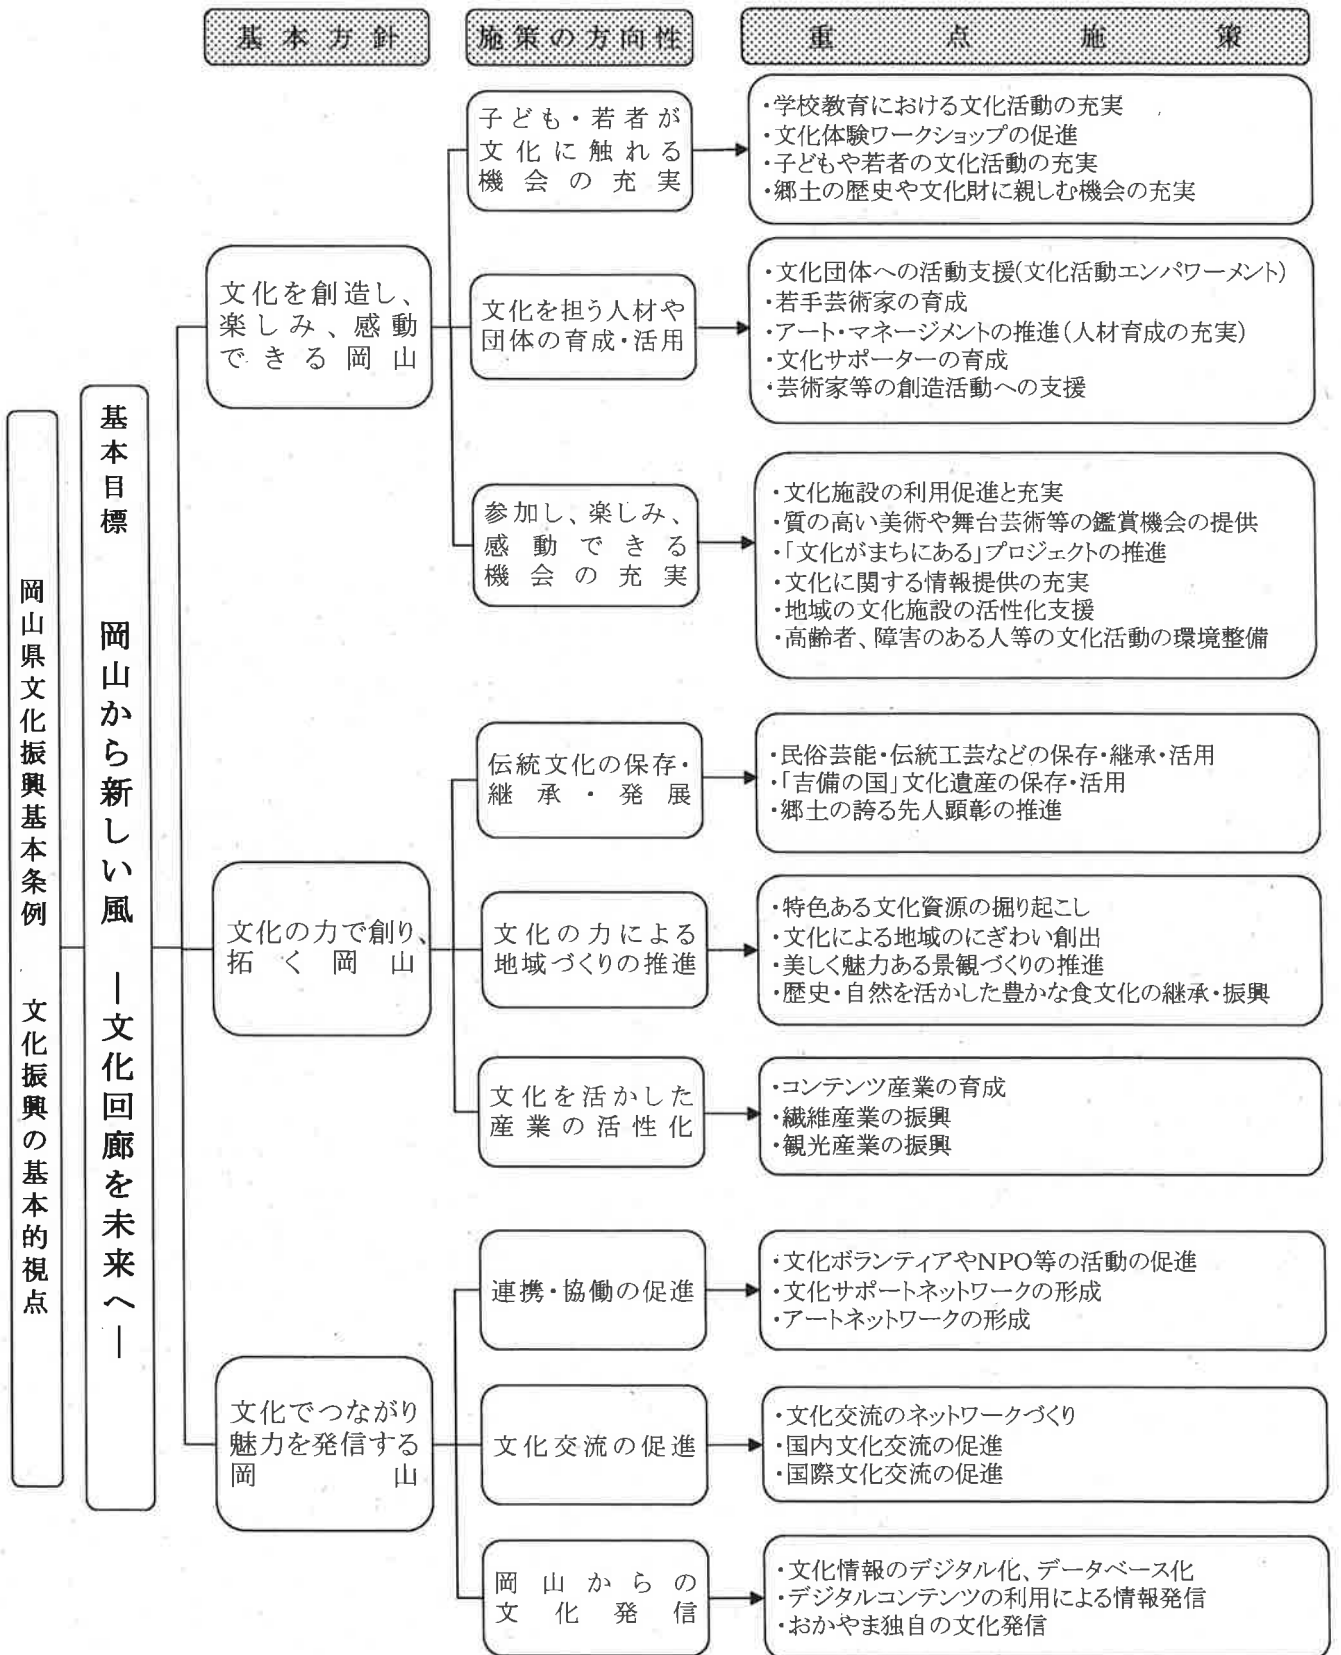 基本方針
施策の方向性
重点施策
岡山県文化振興基本条例　文化振興の基本的視点
基本目標　岡山から新しい風　―文化回廊を未来へ―
文化を創造し、
楽しみ、感動
できる岡山
子ども・若者が
文化に触れる
機会の充実
・学校教育における文化活動の充実
・文化体験ワークショップの促進
・子どもや若者の文化活動の充実
・郷土の歴史や文化財に親しむ機会の充実
文化を担う人材や
団体の育成・活用
・文化団体への活動支援(文化活動エンパワーメント)
・若手芸術家の育成
・アート・マネージメントの推進(人材育成の充実)
・文化サポーターの育成
・芸術家等の創造活動への支援
参加し、楽しみ、
感動できる
機会の充実
・文化施設の利用促進と充実
・質の高い美術や舞台芸術等の鑑賞機会の提供
・「文化がまちにある」プロジェクトの推進
・文化に関する情報提供の充実
・地域の文化施設の活性化支援
・高齢者、障害のある人等の文化活動の環境整備
文化の力で創り、
拓く岡山
伝統文化の保存・
継承・発展
・民俗芸能・伝統工芸などの保存・継承・活用
・「吉備の国」文化遺産の保存・活用
・郷土の誇る先人顕彰の推進
文化の力による
地域づくりの推進
・特色ある文化資源の掘り起こし
・文化による地域のにぎわい創出
・美しく魅力ある景観づくりの推進
・歴史・自然を活かした豊かな食文化の継承・振興
文化を活かした
産業の活性化
・コンテンツ産業の育成
・繊維産業の振興
・観光産業の振興
文化でつながり
魅力を発信する
岡山
連携・協働の促進
・文化ボランティアやNPO等の活動の促進
・文化サポートネットワークの形成
・アートネットワークの形成
文化交流の促進
・文化交流のネットワークづくり
・国内文化交流の促進
・国際文化交流の促進
岡山からの
文化発信
・文化情報のデジタル化、データベース化
・デジタルコンテンツの利用による情報発信
・おかやま独自の文化発信